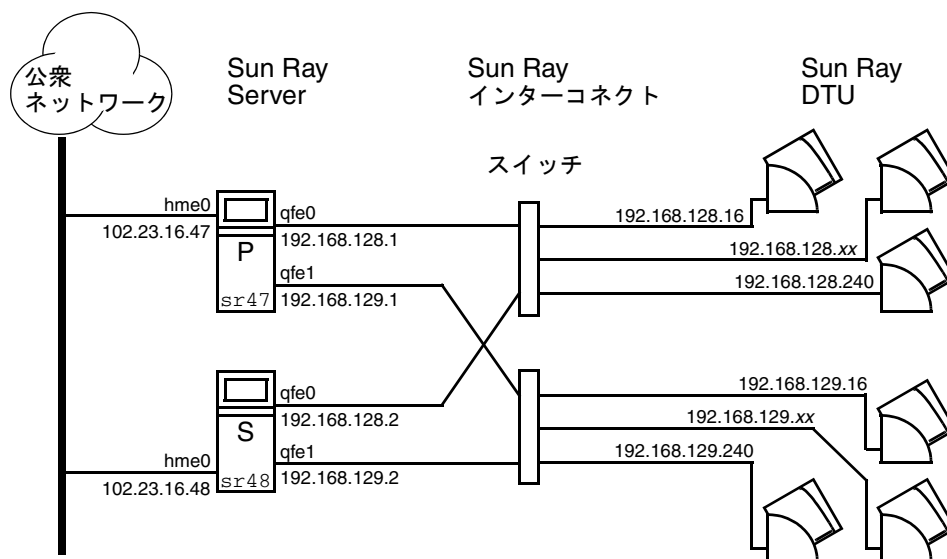 公衆
ネットワーク
Sun Ray
Server
Sun Ray
インターコネクト
Sun Ray
DTU
スイッチ
hme0
102.23.16.47
qfe0
192.168.128.1
P
qfe1
192.168.129.1
sr47
192.168.128.16
192.168.128.xx
192.168.128.240
qfe0
192.168.128.2
S
hme0
102.23.16.48
qfe1
192.168.129.2
sr48
192.168.129.16
192.168.129.xx
192.168.129.240